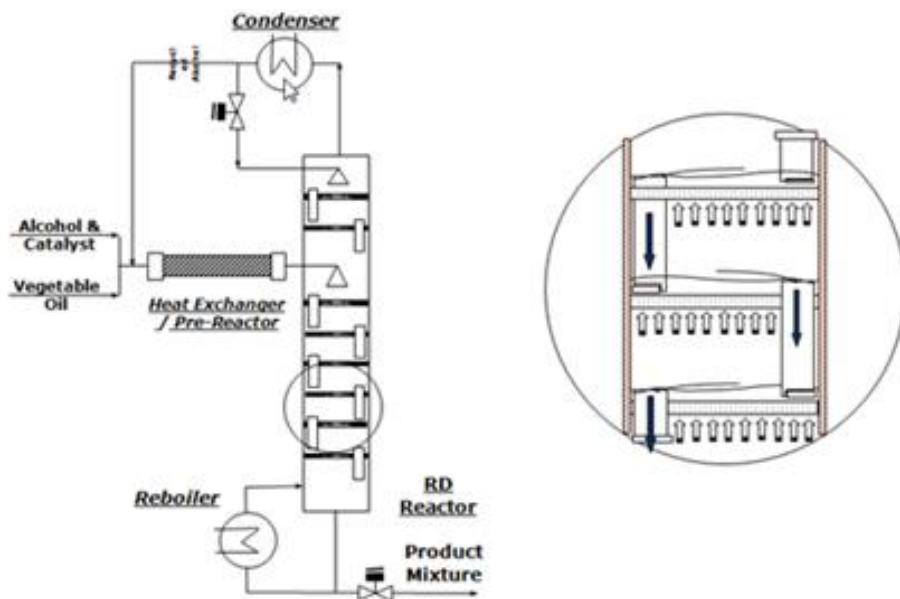 Condenser
Alcohol &
Catalyst
Vegetable
Oil
Heat Exchanger
/ Pre-Reactor
Reboiler
RD
Reactor
Product
Mixture